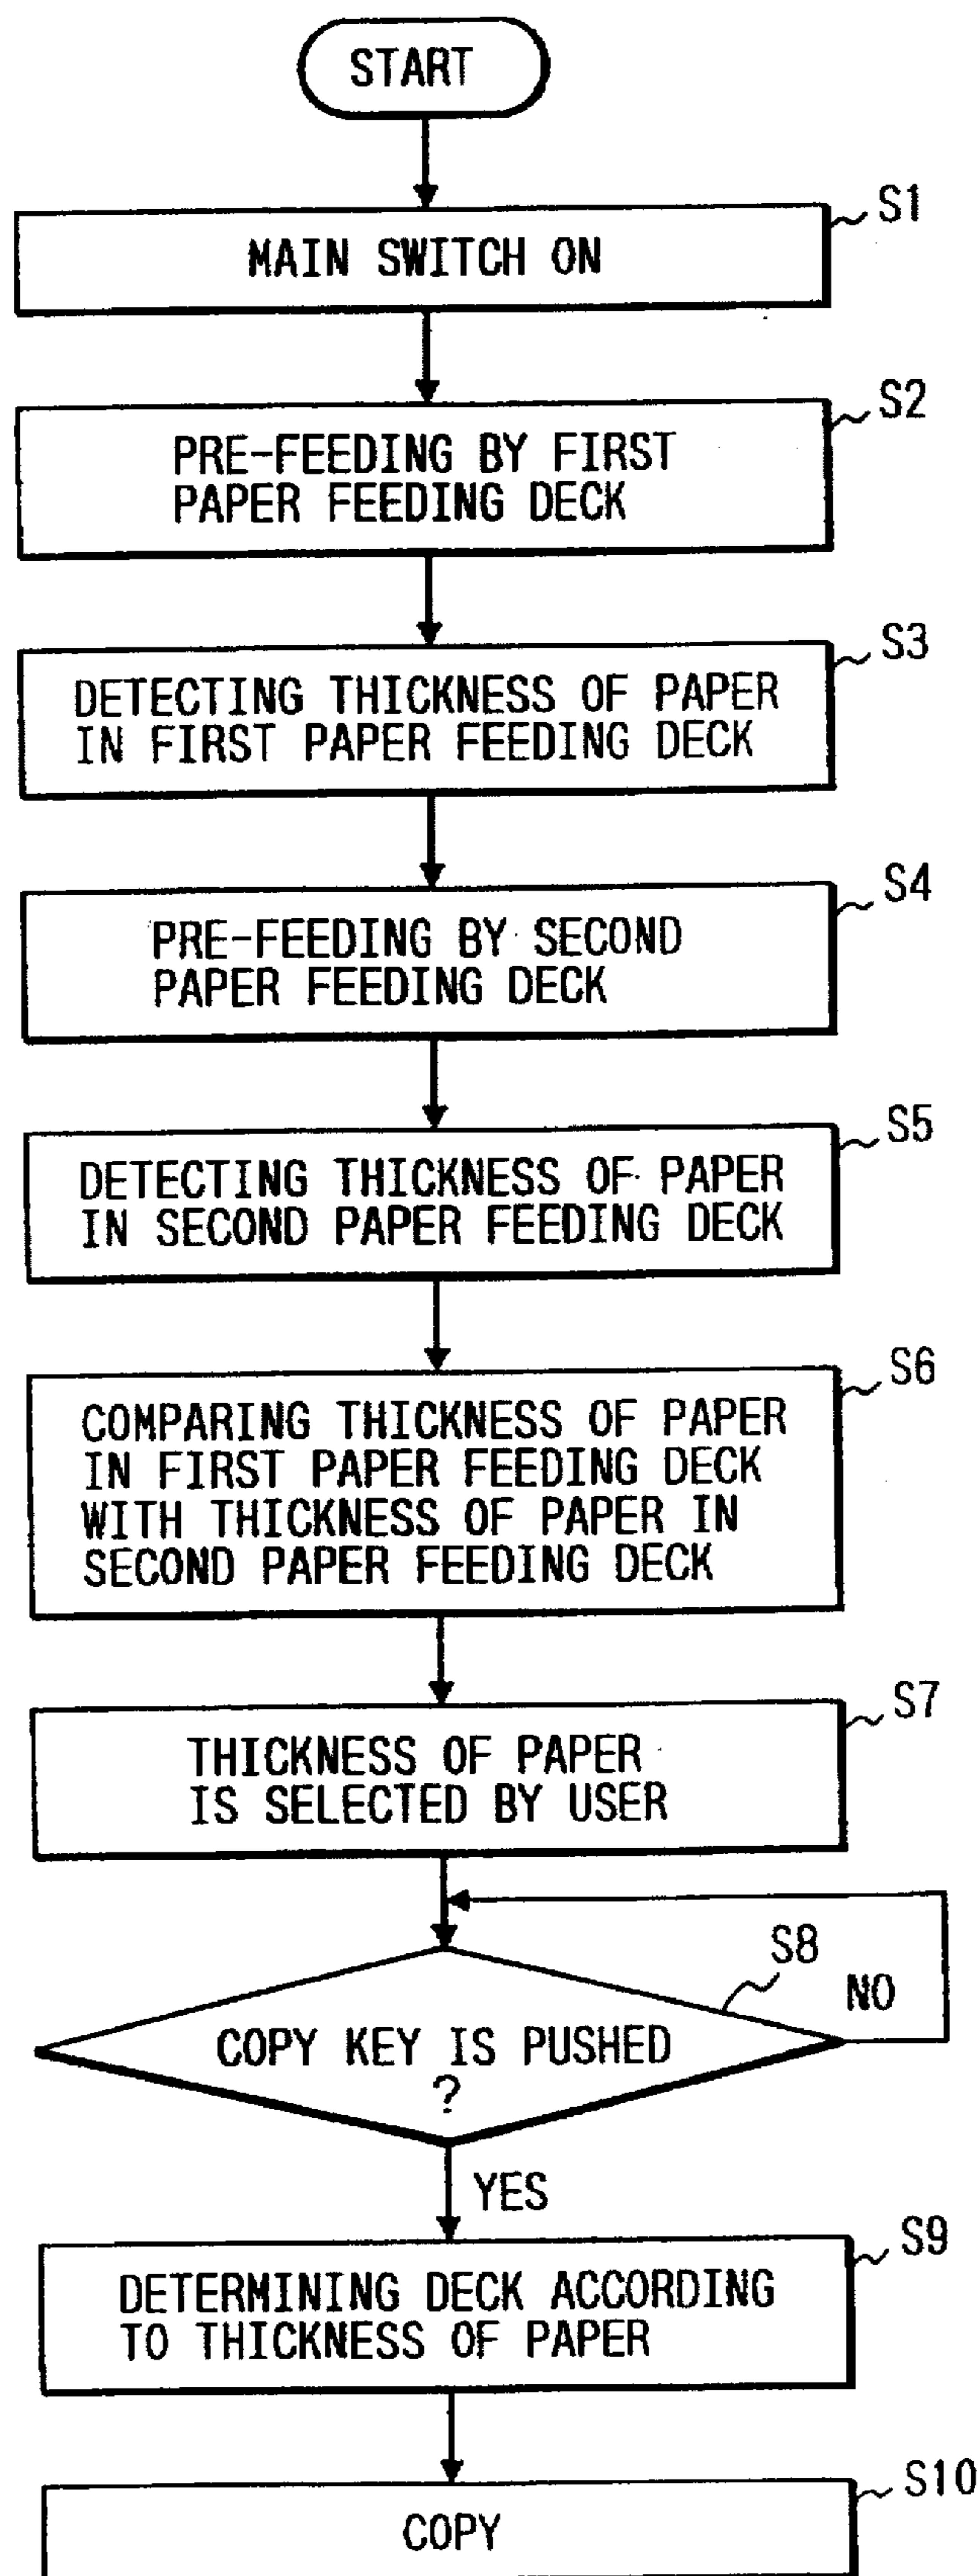 START
S1
MAIN SWITCH ON
S2
PRE-FEEDING BY FIRST
PAPER FEEDING DECK
S3
DETECTING THICKNESS OF PAPER
IN FIRST PAPER FEEDING DECK
S4
PRE-FEEDING BY SECOND
PAPER FEEDING DECK
S5
DETECTING THICKNESS OF PAPER
IN SECOND PAPER FEEDING DECK
S6
COMPARING THICKNESS OF PAPER
IN FIRST PAPER FEEDING DECK
WITH THICKNESS OF PAPER IN
SECOND PAPER FEEDING DECK
S7
THICKNESS OF PAPER
IS SELECTED BY USER
S8
NO
COPY KEY IS PUSHED
?
YES
S9
DETERMINING DECK ACCORDING
TO THICKNESS OF PAPER
S10
COPY